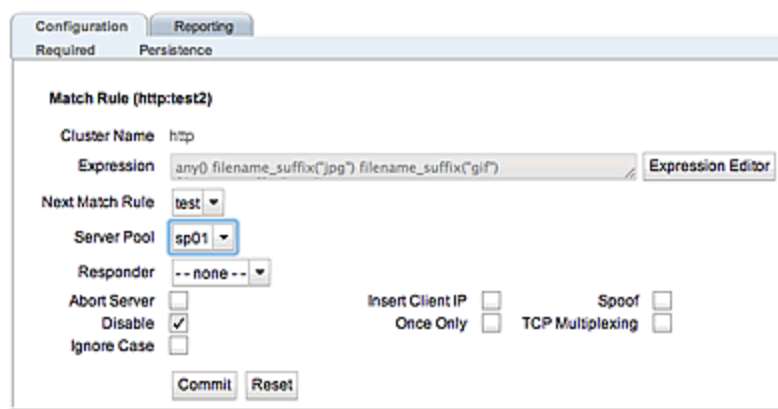 Configuration Reporting
Required Persistence
Match Rule (http:test2)
Cluster Name http
Expression any() filename_suffix("jpg") filename_suffix("gif") Expression Editor
Next Match Rule test
Server Pool sp01
Responder -- none --
Abort Server Insert Client IP Spoof
Disable Once Only TCP Multiplexing
Ignore Case
Commit Reset